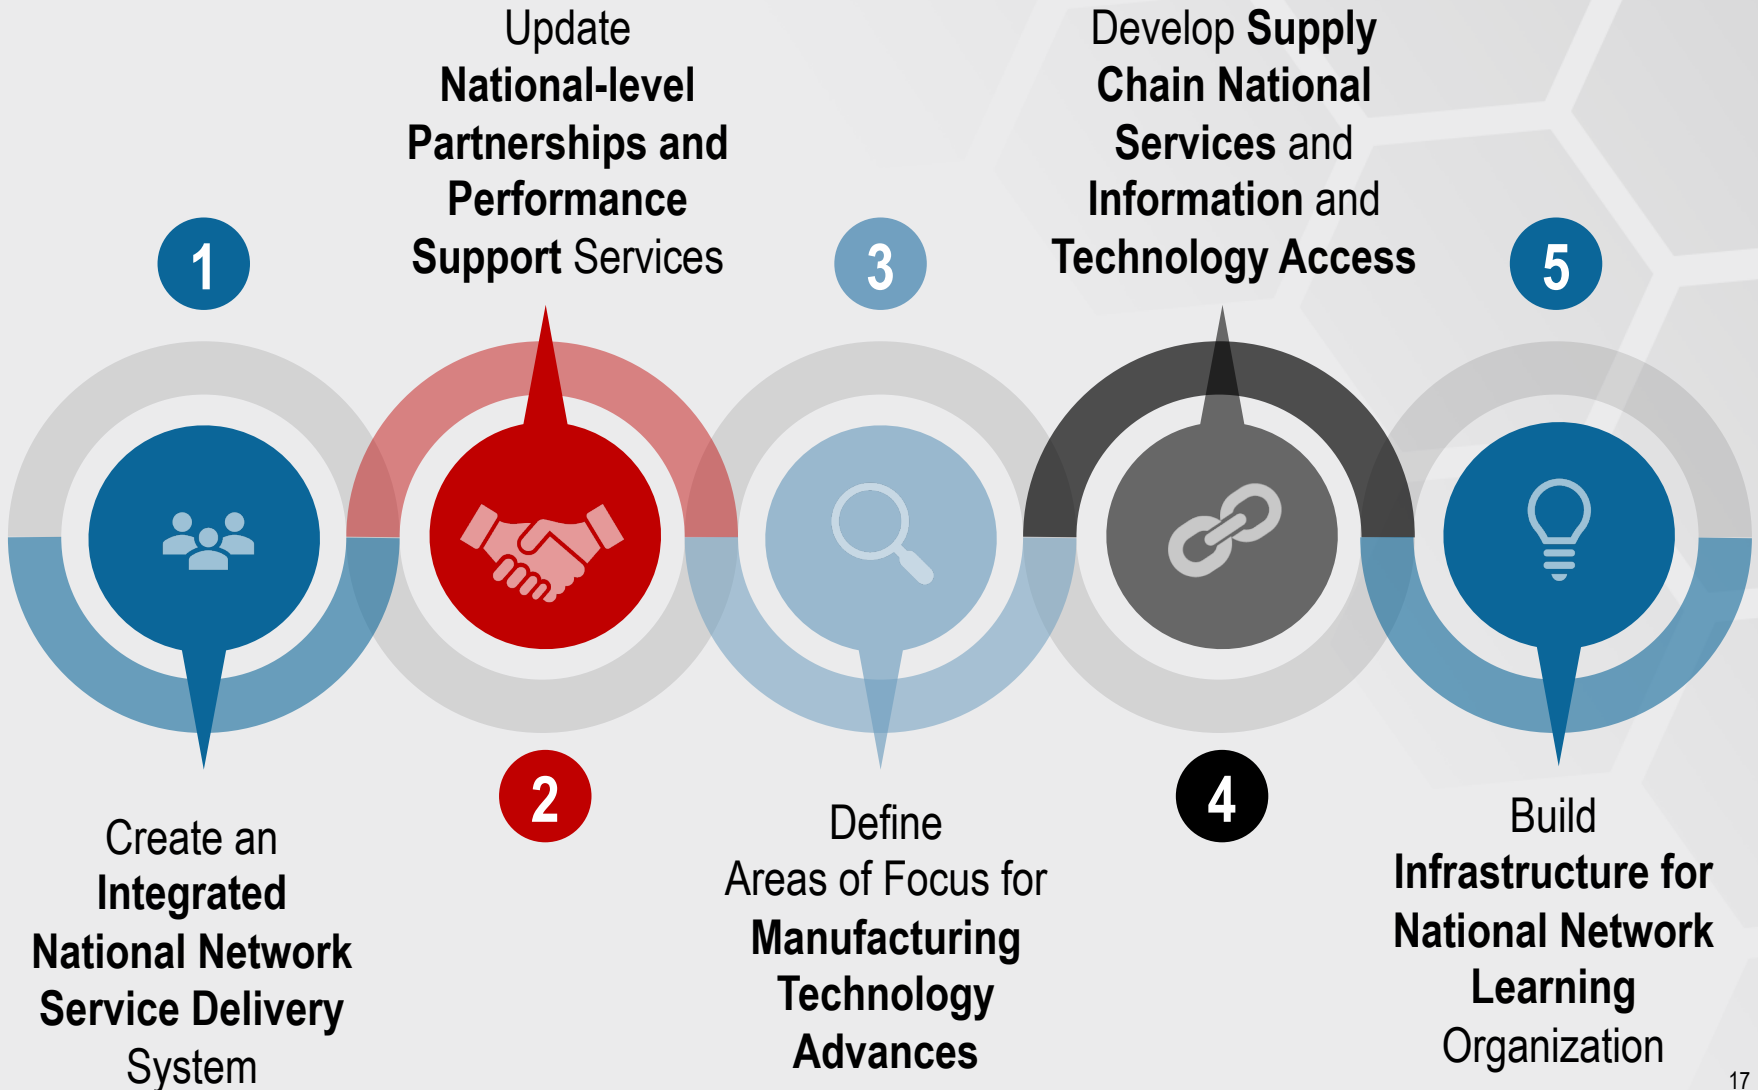 1
Create an
Integrated
National Network
Service Delivery
System
Update
National-level
Partnerships and
Performance
Support Services
2
3
Define
Areas of Focus for
Manufacturing
Technology
Advances
Develop Supply
Chain National
Services and
Information and
Technology Access
4
5
Build
Infrastructure for
National Network
Learning
Organization
17